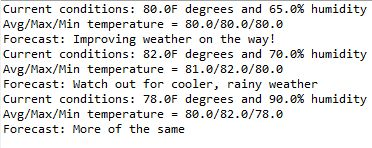 Current conditions: 80.0F degrees and 65.0% humidity
Avg/Max/Min temperature = 80.0/80.0/80.0
Forecast: Improving weather on the way!
Current conditions: 82.0F degrees and 70.0% humidity
Avg/Max/Min temperature = 81.0/82.0/80.0
Forecast: Watch out for cooler, rainy weather
Current conditions: 78.0F degrees and 90.0% humidity
Avg/Max/Min temperature = 80.0/82.0/78.0
Forecast: More of the same